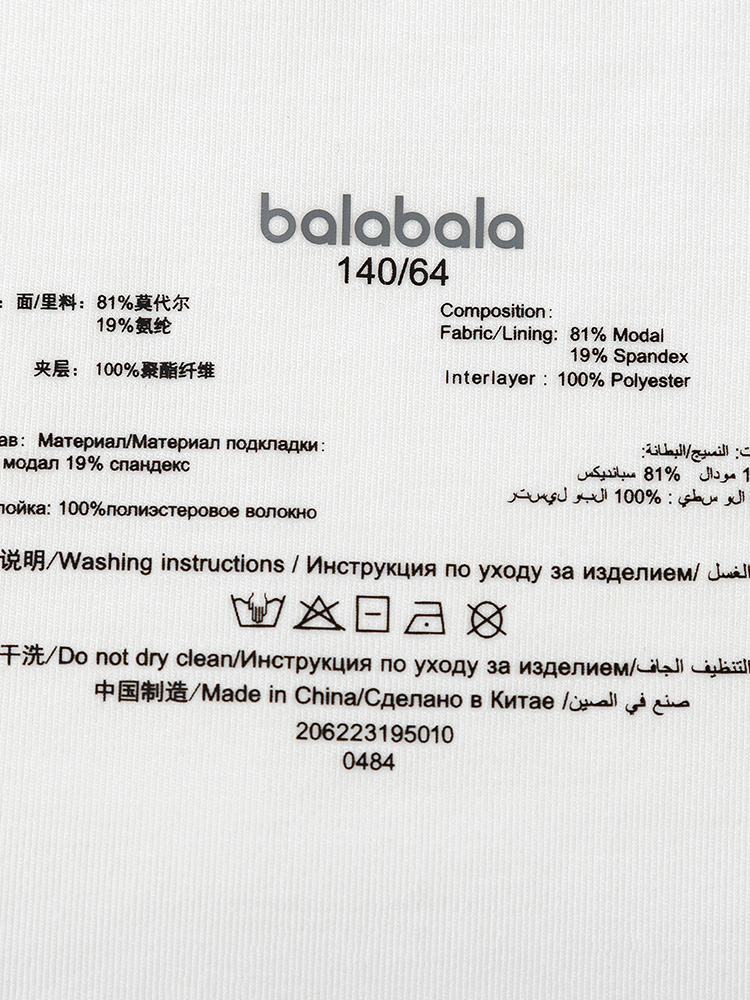 balabala
140/64
：面/里料：81%莫代尔
19%氨纶
夹层：100%聚酯纤维
Composition:
Fabric/Lining: 81% Modal
19% Spandex
Interlayer : 100% Polyester
ав: Материал/Материал подкладки:
модал 19% спандекс
лойка: 100%полиэстеровое волокно
النسيج/البطانة:
مودال 81% سبانديكس
الو سطي : 100% البو ليستر
说明/Washing instructions / Инструкция по уходу за изделием/ الغسل
干洗/Do not dry clean/Инструкция по уходу за изделием/التنظيف الجاف
中国制造/Made in China/Сделано в Китае /صنع في الصين
206223195010
0484